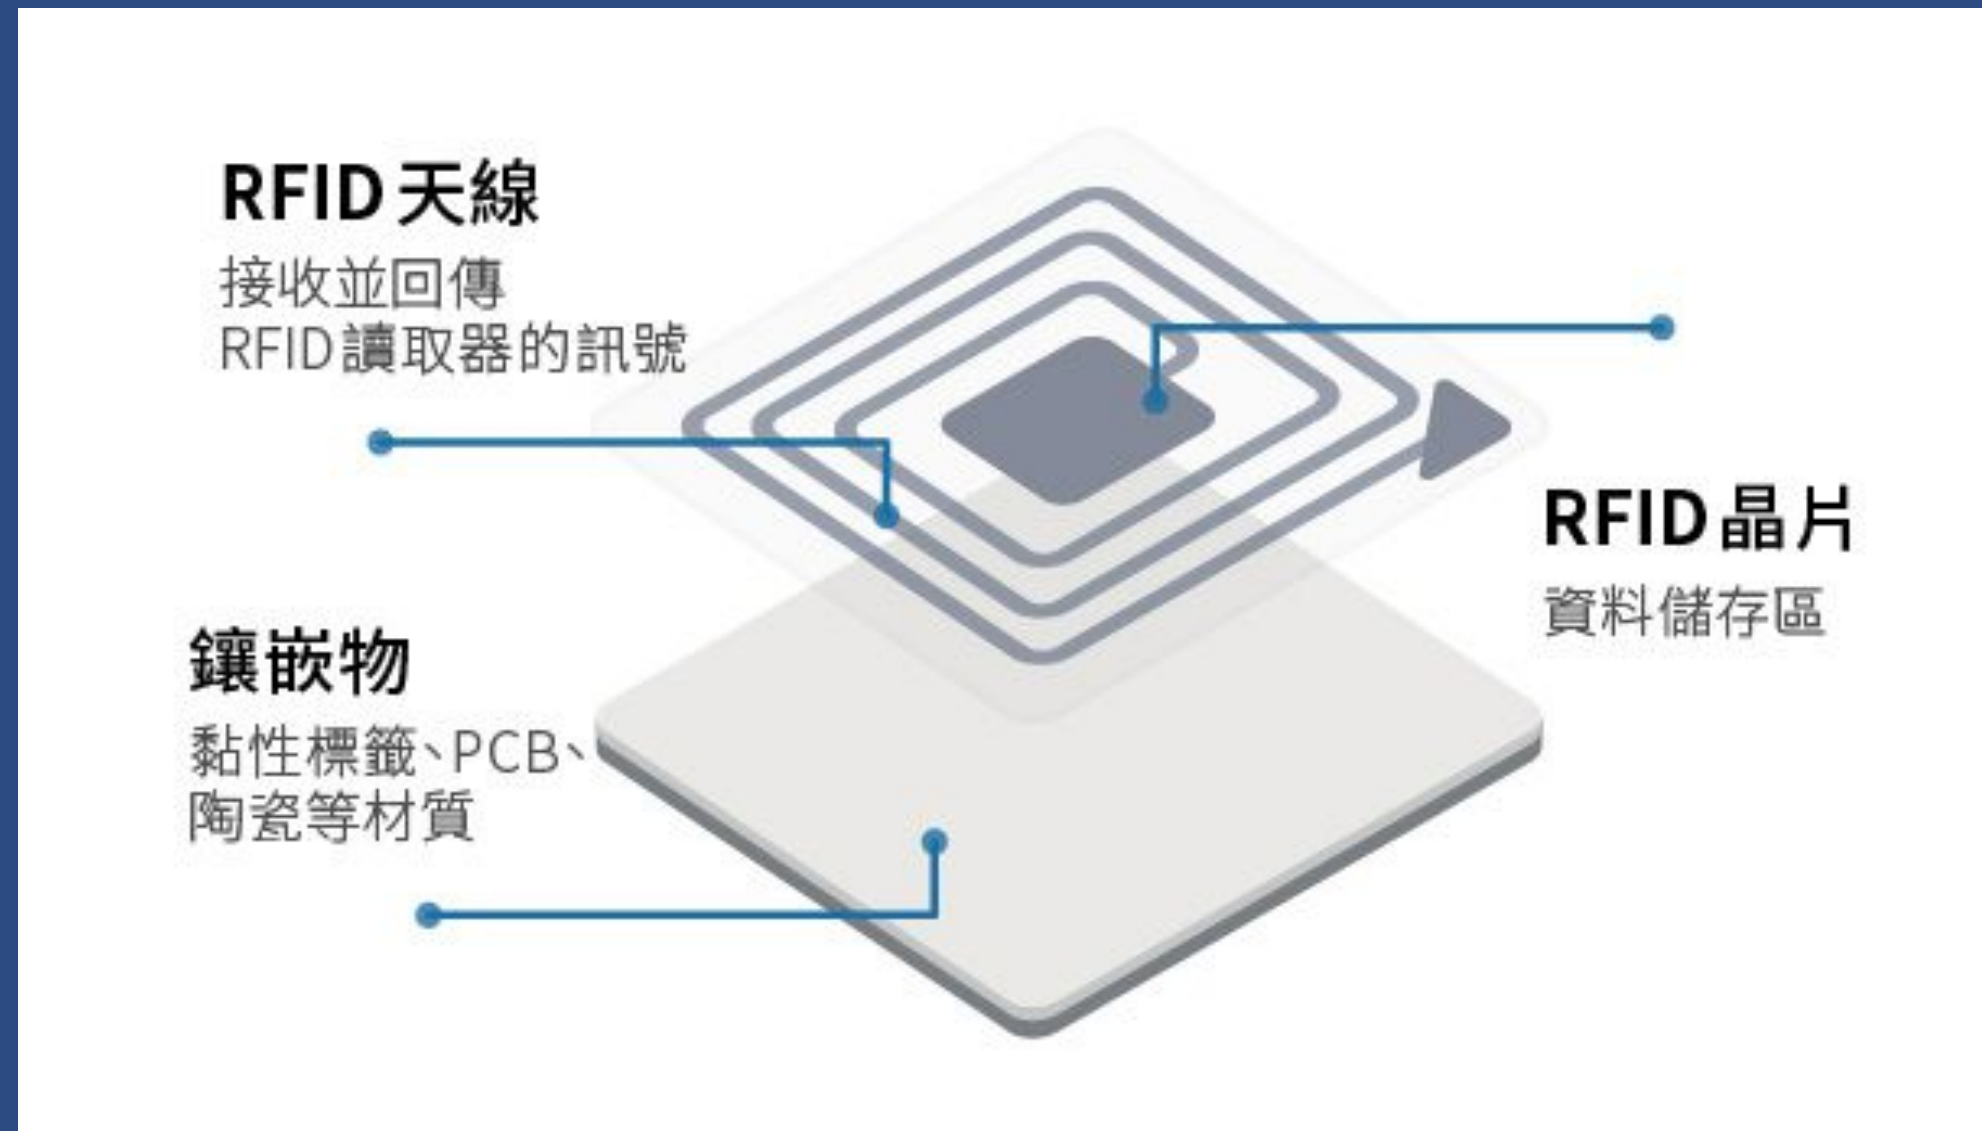 RFID天線
接收並回傳
RFID讀取器的訊號
RFID晶片
資料儲存區
鑲嵌物
黏性標籤、PCB、
陶瓷等材質